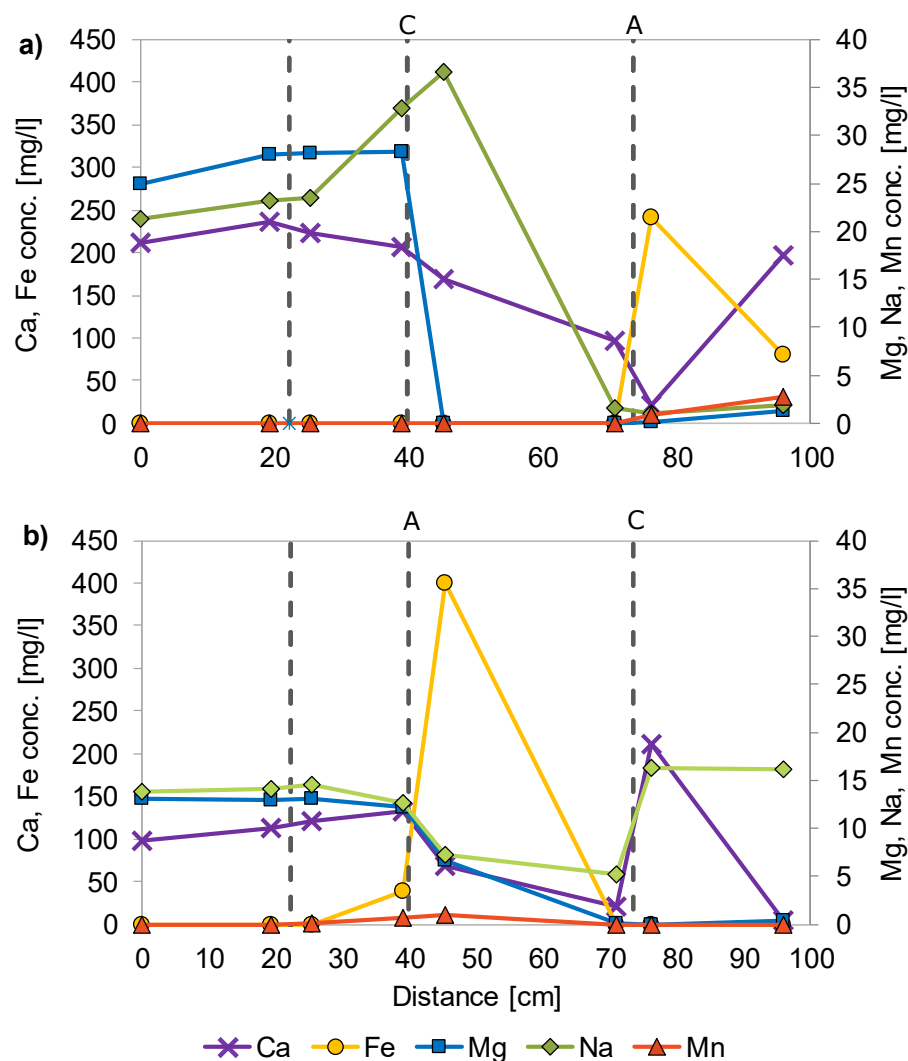 C A
a)
450 40
400 35
350 30
300 25
250 20
200 15
150 10
100 5
50 0
0
Ca, Fe conc. [mg/l]
Mg, Na, Mn conc. [mg/l]
0 20 40 60 80 100
A C
b)
450 40
400 35
350 30
300 25
250 20
200 15
150 10
100 5
50 0
0
Ca, Fe conc. [mg/l]
Mg, Na, Mn conc. [mg/l]
0 10 20 30 40 50 60 70 80 90 100
Distance [cm]
Ca Fe Mg Na Mn